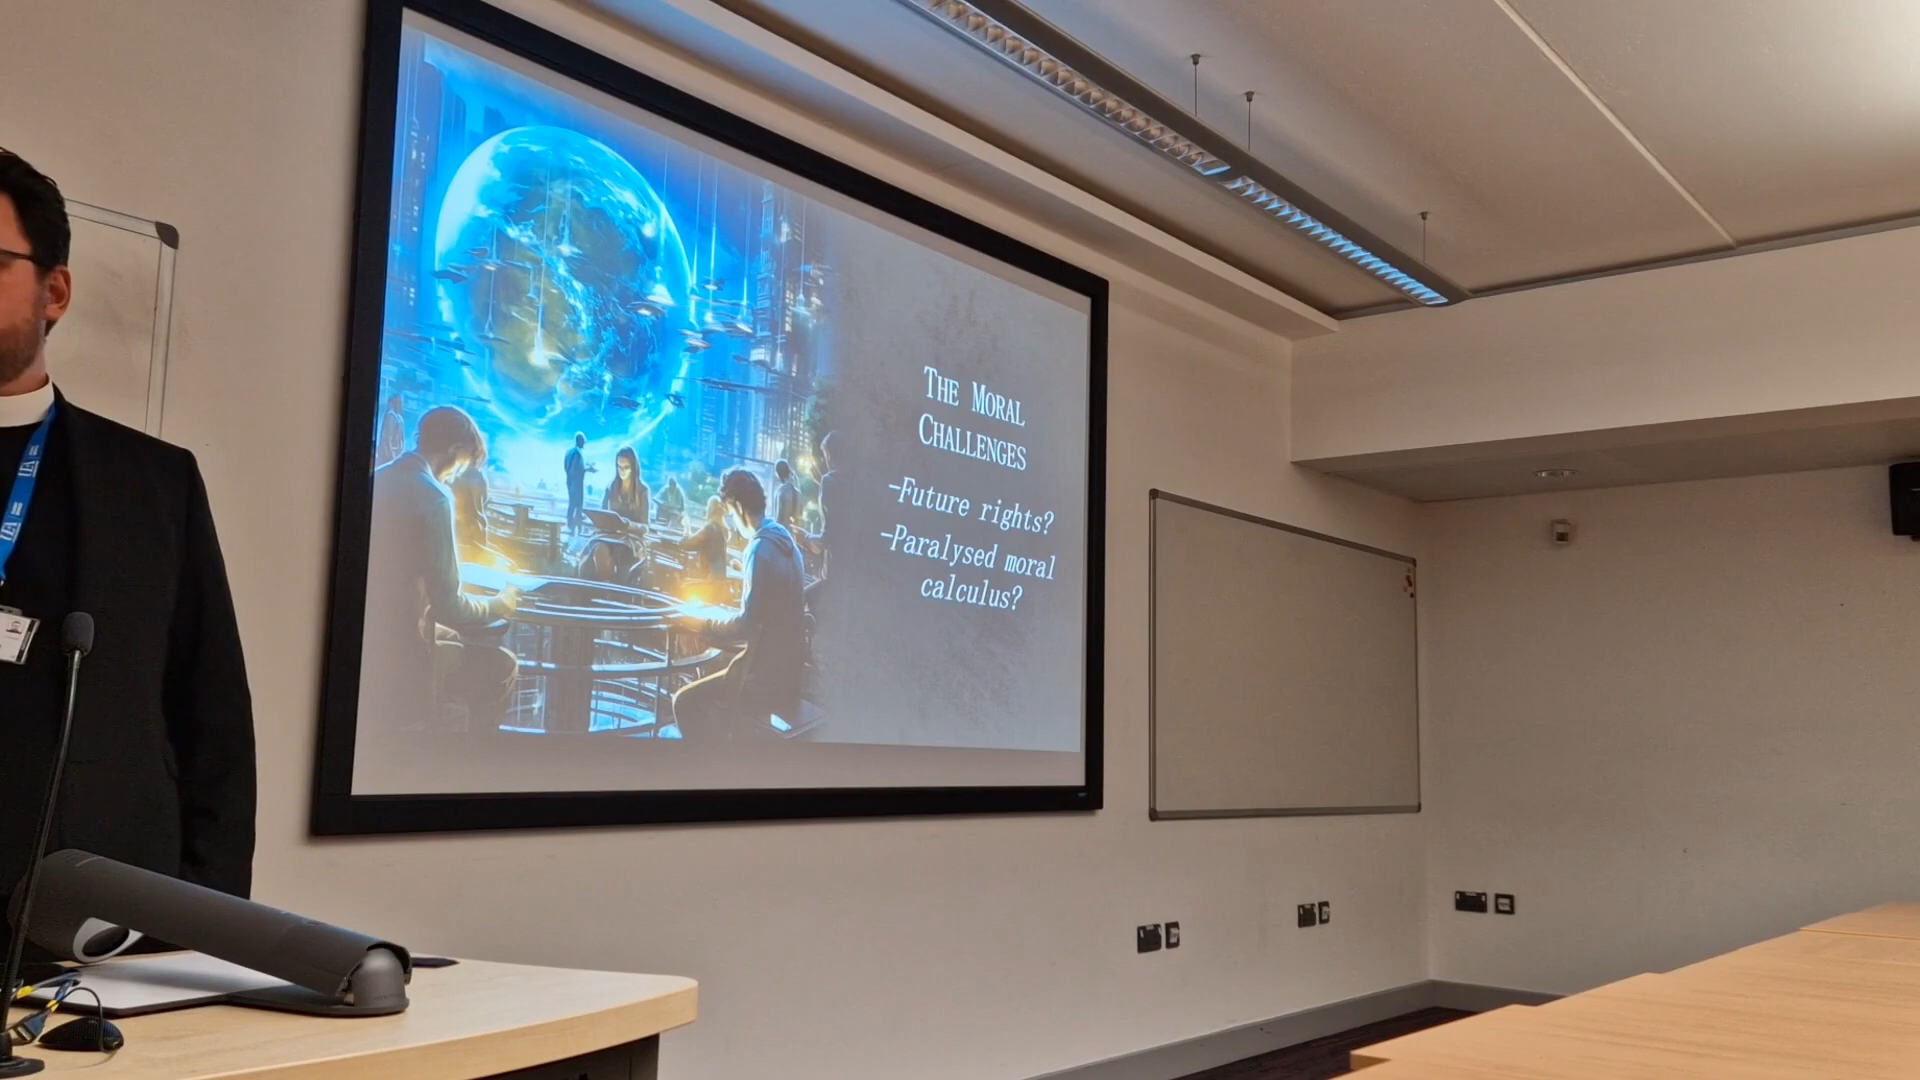 THE MORAL
CHALLENGES
-Future rights?
-Paralysed moral
calculus?